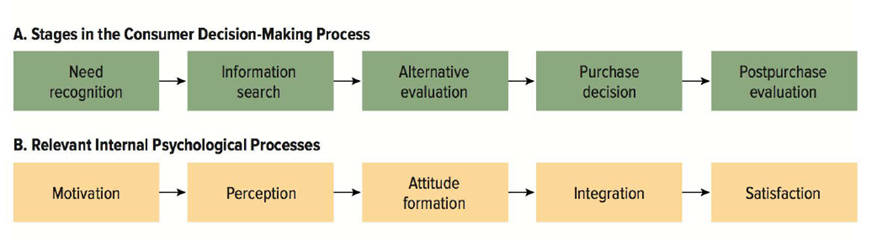 A. Stages in the Consumer Decision-Making Process
Need
recognition
Information
search
Alternative
evaluation
Purchase
decision
Postpurchase
evaluation
B. Relevant Internal Psychological Processes
Motivation
Perception
Attitude
formation
Integration
Satisfaction